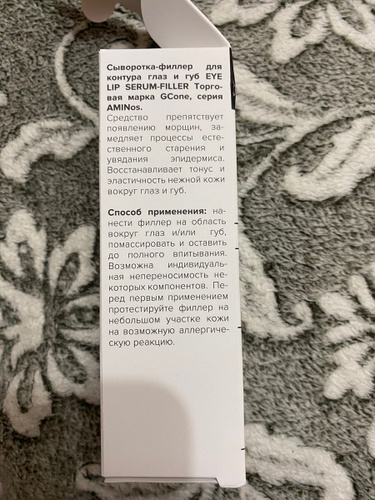 Сыворотка-филлер для
контура глаз и губ EYE
LIP SERUM-FILLER Торго-
вая марка GCone, серия
AMINos.
Средство препятствует
появлению морщин, за-
медляет процессы есте-
ственного старения и
увядания эпидермиса.
Восстанавливает тонус и
эластичность нежной кожи
вокруг глаз и губ.
Способ применения: на-
нести филлер на область
вокруг глаз и/или губ,
помассировать и оставить
до полного впитывания.
Возможна индивидуаль-
ная непереносимость не-
которых компонентов. Пе-
ред первым применением
протестируйте филлер на
небольшом участке кожи
на возможную аллергиче-
скую реакцию.